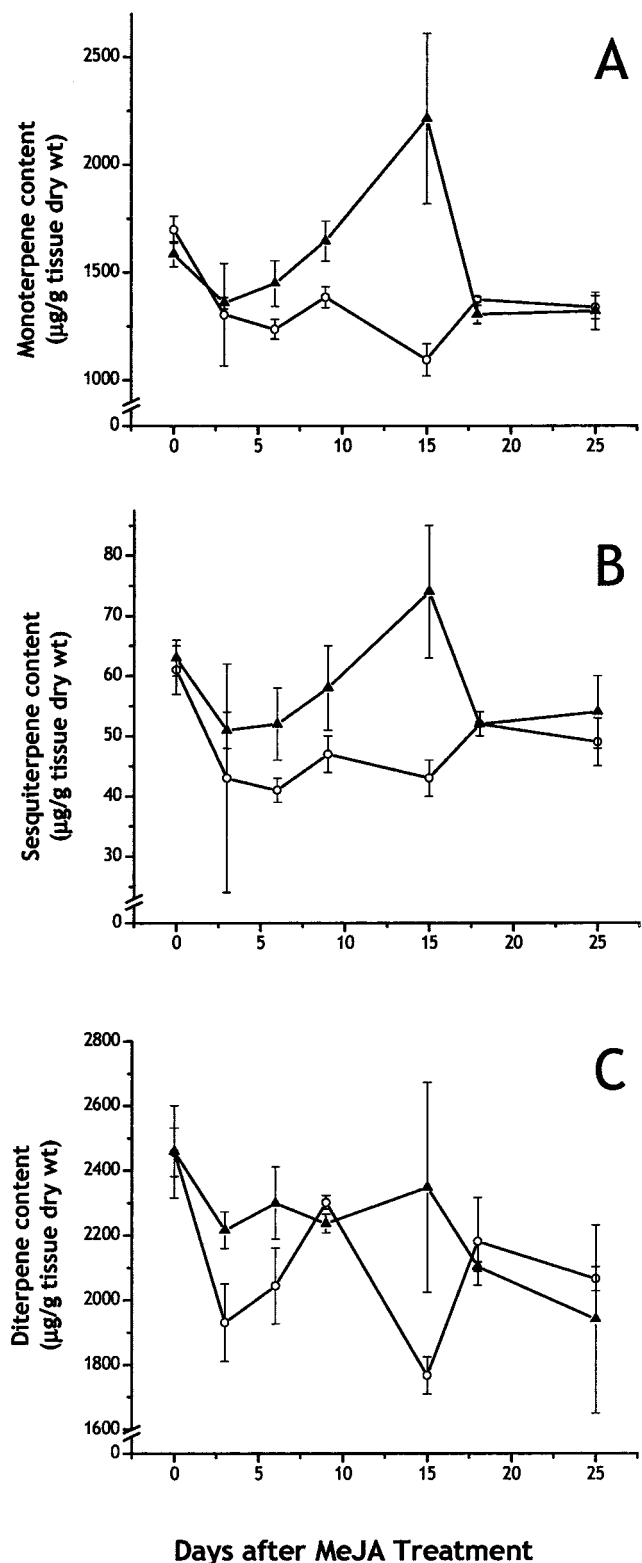 A
Monoterpene content
(µg/g tissue dry wt)
2500
2000
1500
1000
0
0 5 10 15 20 25
B
Sesquiterpene content
(µg/g tissue dry wt)
80
70
60
50
40
30
0
0 5 10 15 20 25
C
Diterpene content
(µg/g tissue dry wt)
2800
2600
2400
2200
2000
1800
1600
0
0 5 10 15 20 25
Days after MeJA Treatment